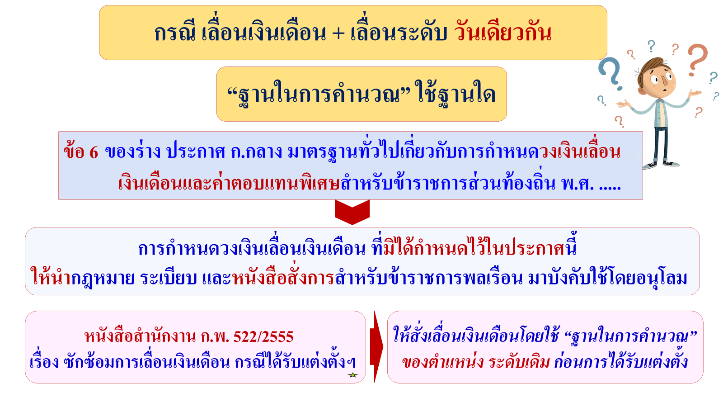 กรณี เลื่อนเงินเดือน + เลื่อนระดับ วันเดียวกัน
“ฐานในการคำนวณ” ใช้ฐานใด
ข้อ 6 ของร่าง ประกาศ ก.กลาง มาตรฐานทั่วไปเกี่ยวกับการกำหนดวงเงินเลื่อน
เงินเดือนและค่าตอบแทนพิเศษสำหรับข้าราชการส่วนท้องถิ่น พ.ศ. .....
การกำหนดวงเงินเลื่อนเงินเดือน ที่มิได้กำหนดไว้ในประกาศนี้
ให้นำกฎหมาย ระเบียบ และหนังสือสั่งการสำหรับข้าราชการพลเรือน มาบังคับใช้โดยอนุโลม
หนังสือสำนักงาน ก.พ. 522/2555
เรื่อง ซักซ้อมการเลื่อนเงินเดือน กรณีได้รับแต่งตั้งฯ
ให้สั่งเลื่อนเงินเดือนโดยใช้ “ฐานในการคำนวณ”
ของตำแหน่ง ระดับเดิม ก่อนการได้รับแต่งตั้ง